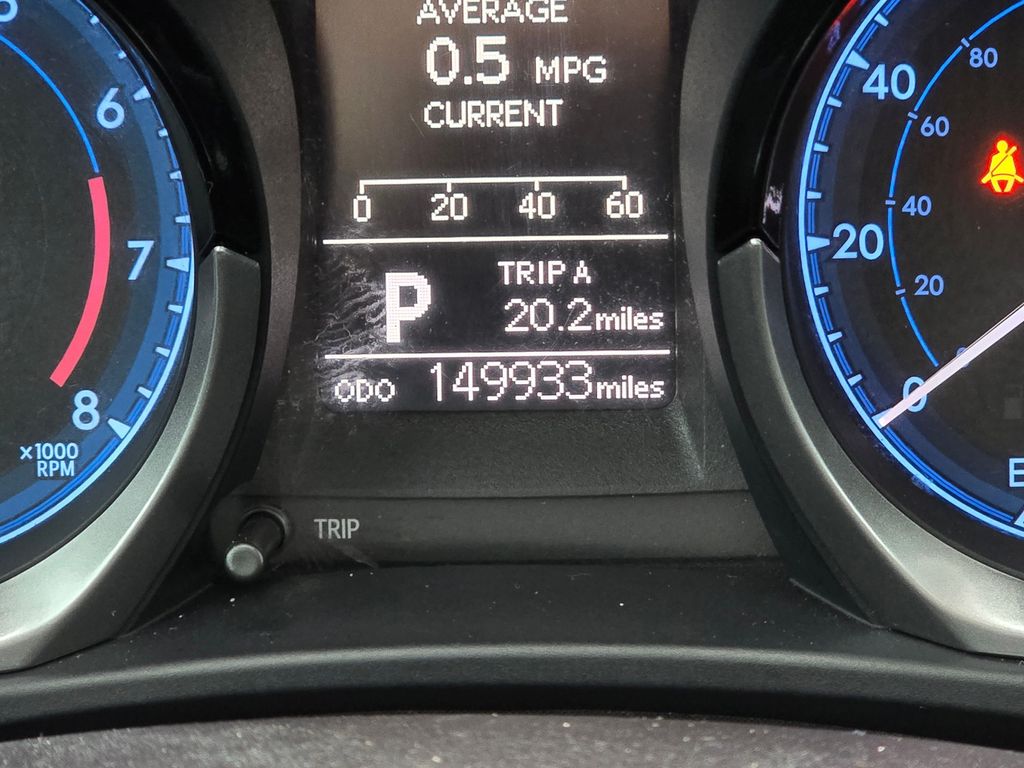 AVERAGE
0.5 MPG
CURRENT
0 20 40 60
P
TRIP A
20.2 miles
ODO 149933 miles
TRIP
6
7
8
x1000
RPM
40
20
0
80
60
40
20